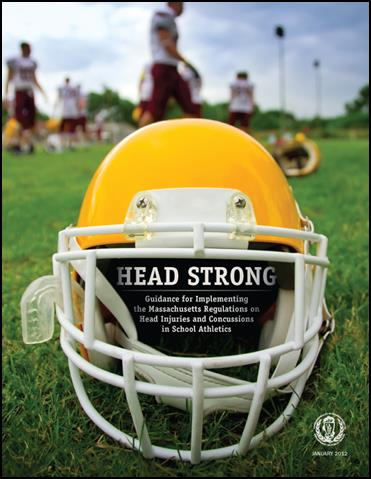 HEAD STRONG
Guidance for Implementing
the Massachusetts Regulations on
Head Injuries and Concussions
in School Athletics
JANUARY 2012